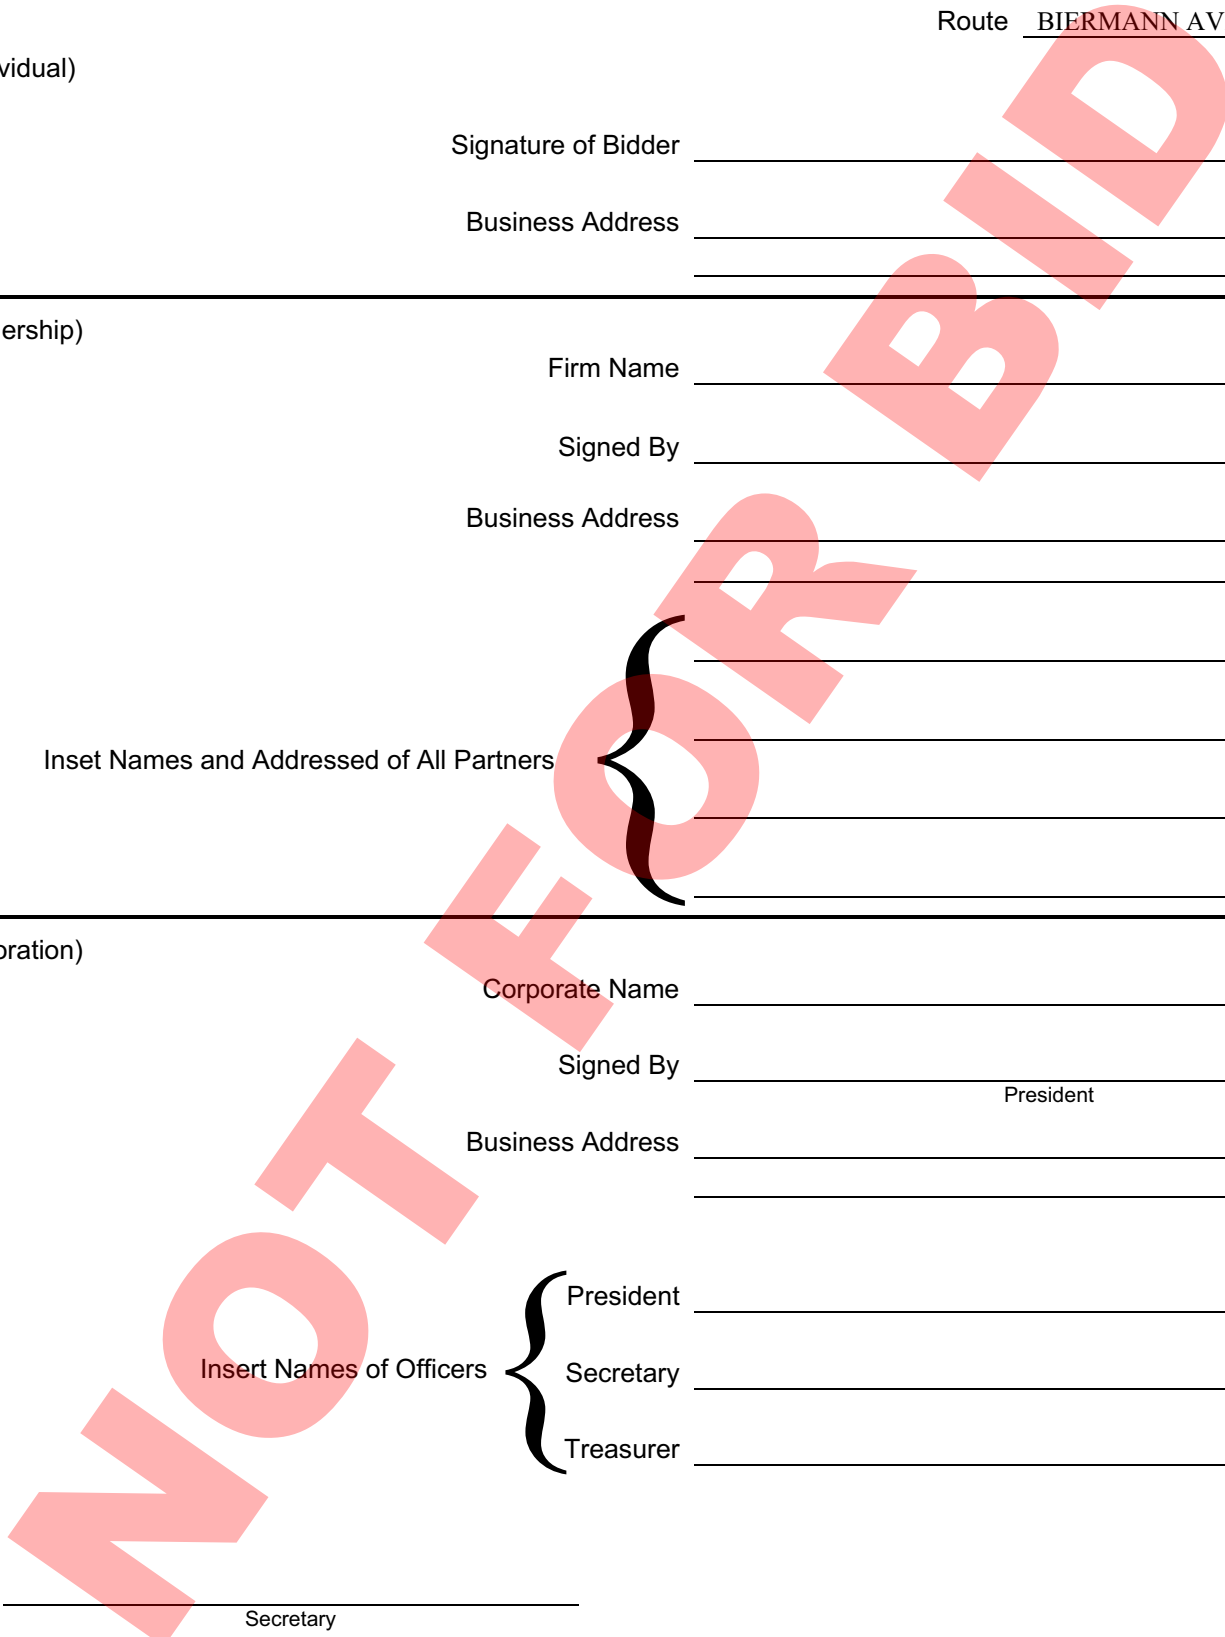 Route BIERMANN AV
vidual)
Signature of Bidder
Business Address
ership)
Firm Name
Signed By
Business Address
Inset Names and Addressed of All Partners
oration)
Corporate Name
Signed By
President
Business Address
President
Insert Names of Officers
Secretary
Treasurer
Secretary
NOT FOR BID